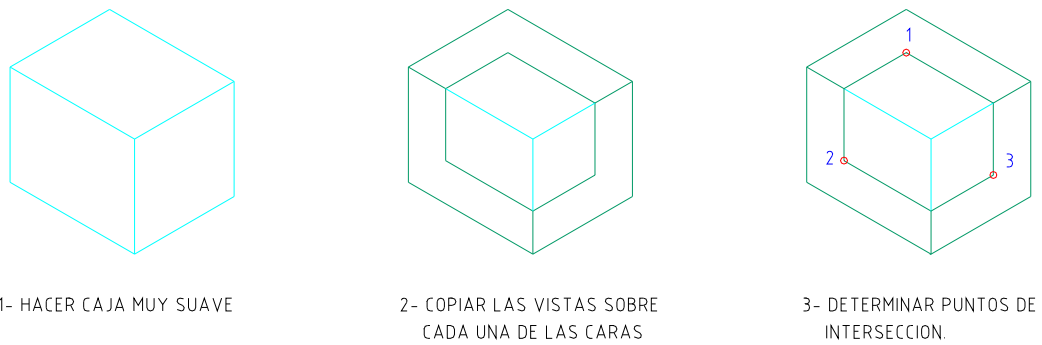 1
2
3
1- HACER CAJA MUY SUAVE
2- COPIAR LAS VISTAS SOBRE
CADA UNA DE LAS CARAS
3- DETERMINAR PUNTOS DE
INTERSECCION.